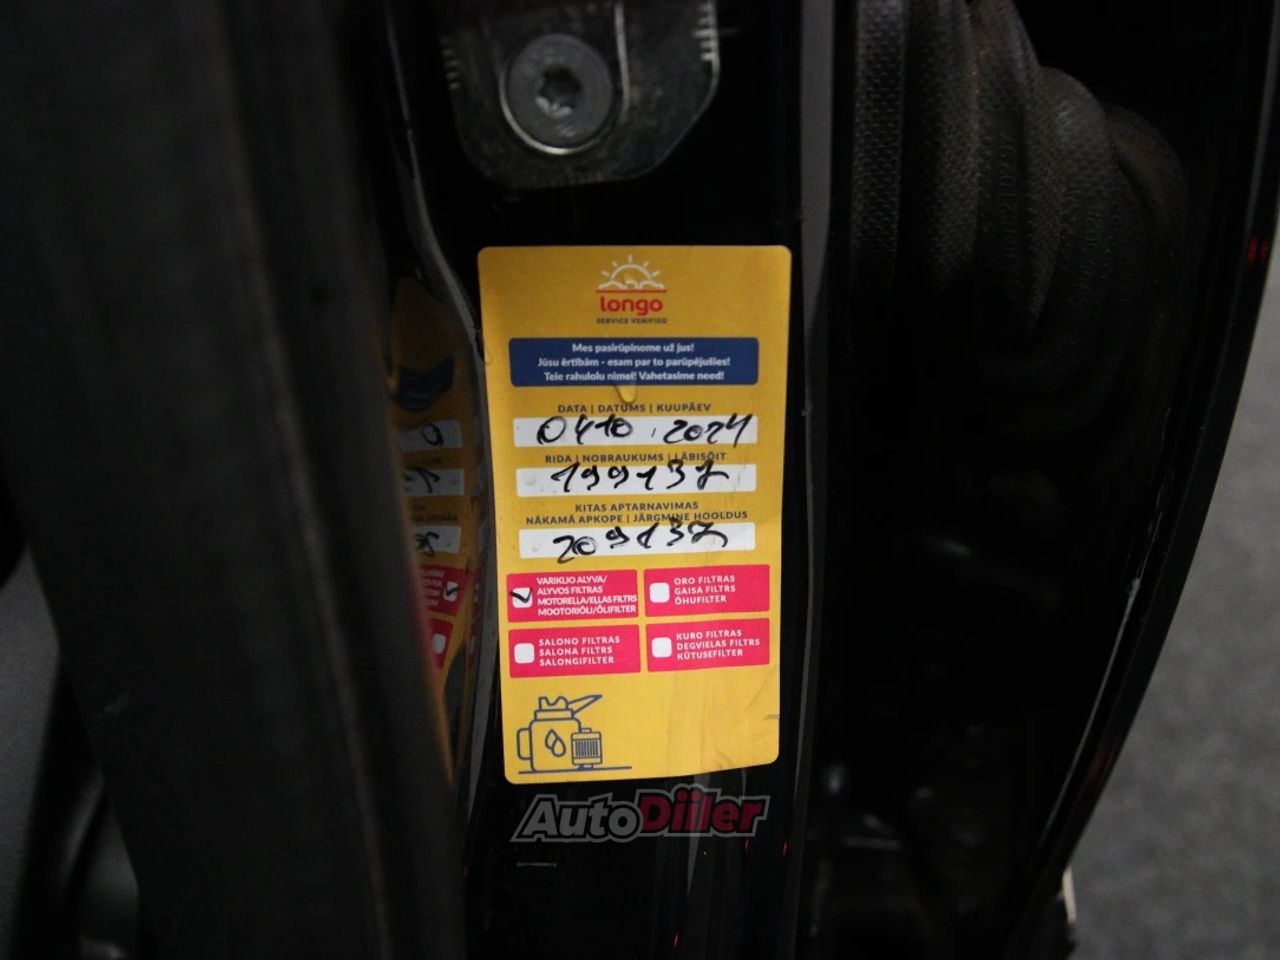 longo
SERVICE VERIFIED
Mes pasirūpinome už jus!
Jūsu ērtībām - esam par to parūpējušies!
Teie rahulolu nimel! Vahetasime need!
DATA | DATUMS | KUUPÄEV
04 10 2024
RIDA | NOBRAUKUMS | LÄBISÕIT
199137
KITAS APTARNAVIMAS
NĀKAMĀ APKOPE | JÄRGMINE HOOLDUS
209137
VARIKLIO ALYVA/
ALYVOS FILTRAS
MOTOREĻĻA/EĻĻAS FILTRS
MOOTORIÕLI/ÕLIFILTER
ORO FILTRAS
GAISA FILTRS
ÕHUFILTER
SALONO FILTRAS
SALONA FILTRS
SALONGIFILTER
KURO FILTRAS
DEGVIELAS FILTRS
KÜTUSEFILTER
AutoDiiler